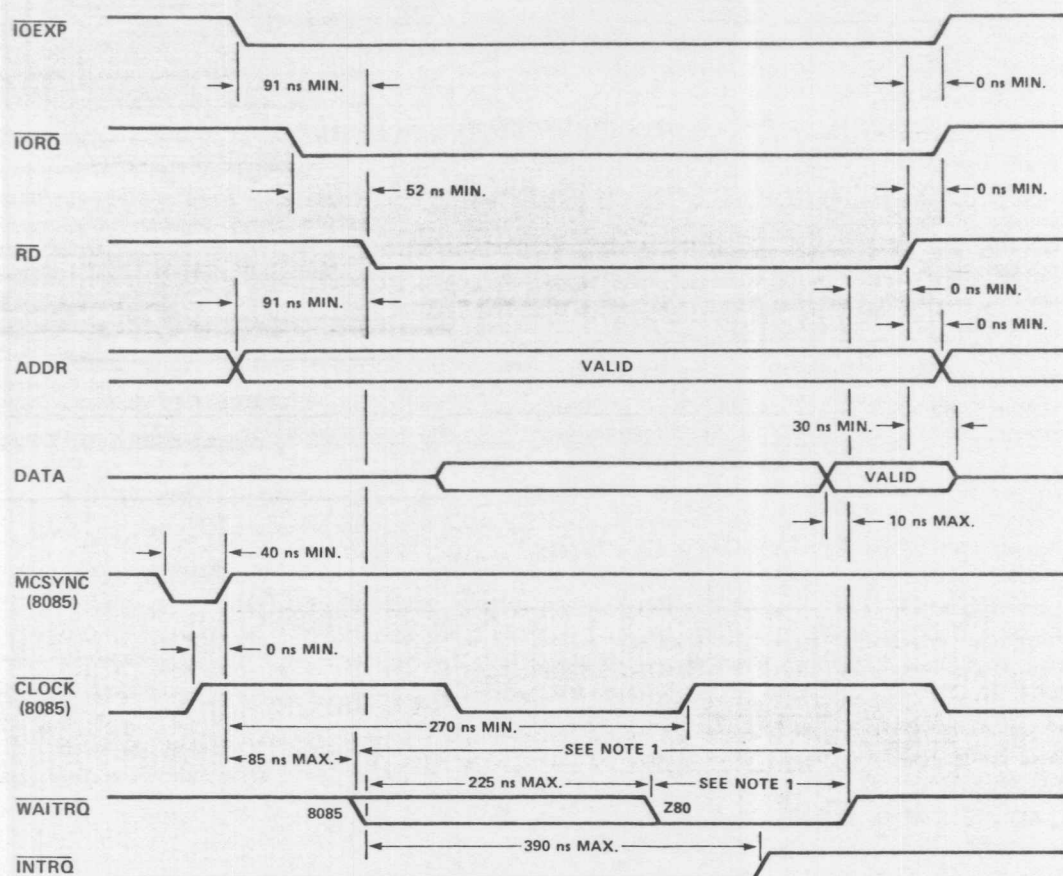 IOEXP
91 ns MIN.
0 ns MIN.
IORQ
52 ns MIN.
0 ns MIN.
RD
91 ns MIN.
0 ns MIN.
0 ns MIN.
ADDR
VALID
30 ns MIN.
DATA
VALID
10 ns MAX.
40 ns MIN.
MCSYNC
(8085)
0 ns MIN.
CLOCK
(8085)
270 ns MIN.
SEE NOTE 1
85 ns MAX.
225 ns MAX.
SEE NOTE 1
WAITRQ
8085
Z80
390 ns MAX.
INTRQ